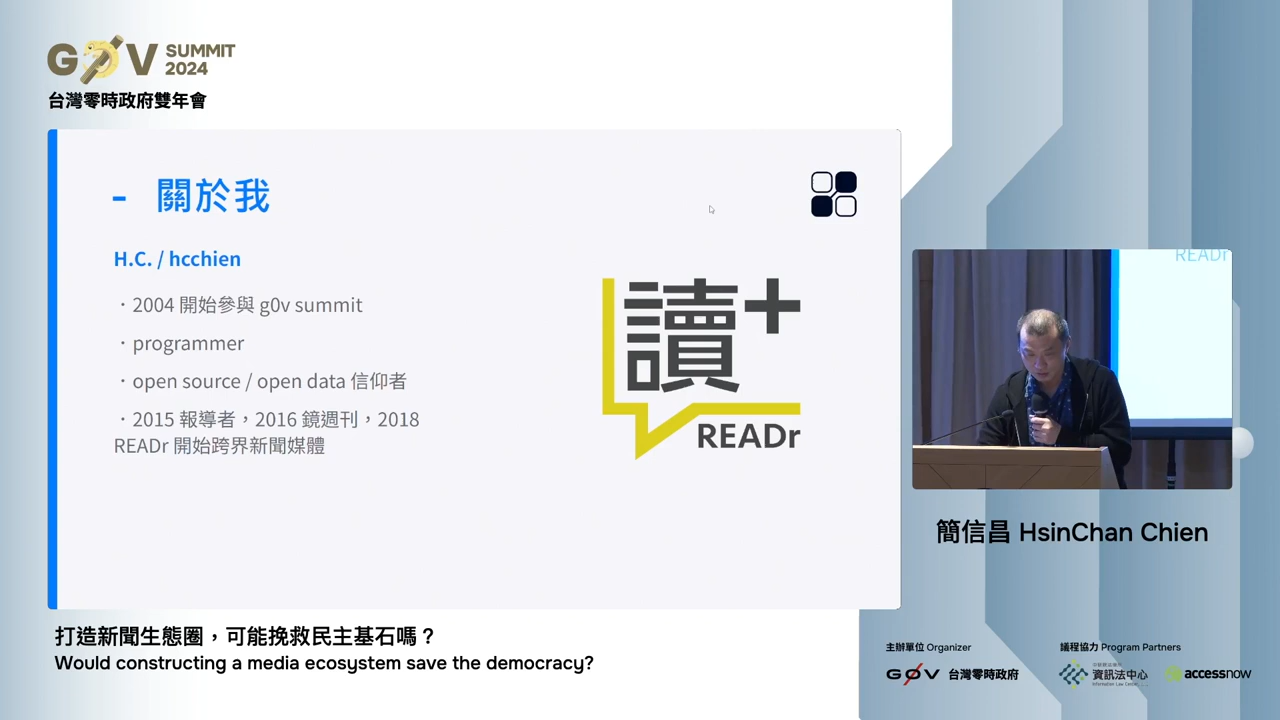 G0V SUMMIT 2024
台灣零時政府雙年會
- 關於我
H.C. / hcchien
・2004 開始參與 g0v summit
・programmer
・open source / open data 信仰者
・2015 報導者,2016 鏡週刊,2018
READr 開始跨界新聞媒體
讀+
READr
READr
簡信昌 HsinChan Chien
打造新聞生態圈,可能挽救民主基石嗎?
Would constructing a media ecosystem save the democracy?
主辦單位 Organizer
G0V 台灣零時政府
議程協力 Program Partners
資訊法中心
Information Law Center
accessnow